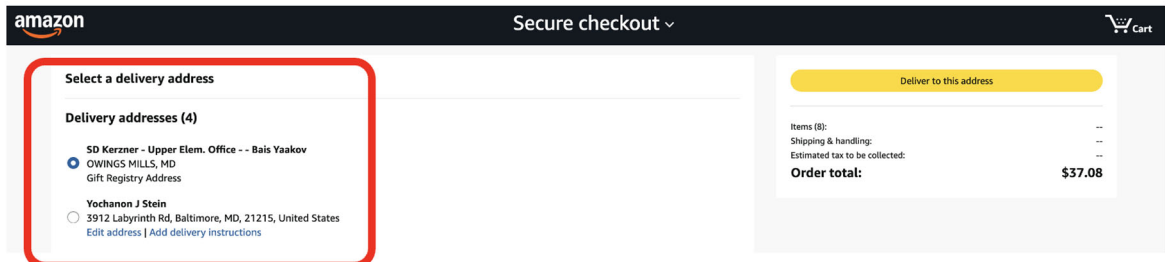 amazon
Secure checkout
Cart
Select a delivery address
Delivery addresses (4)
SD Kerzner - Upper Elem. Office - - Bais Yaakov
OWINGS MILLS, MD
Gift Registry Address
Yochanon J Stein
3912 Labyrinth Rd, Baltimore, MD, 21215, United States
Edit address | Add delivery instructions
Deliver to this address
Items (8): --
Shipping & handling: --
Estimated tax to be collected: --
Order total: $37.08